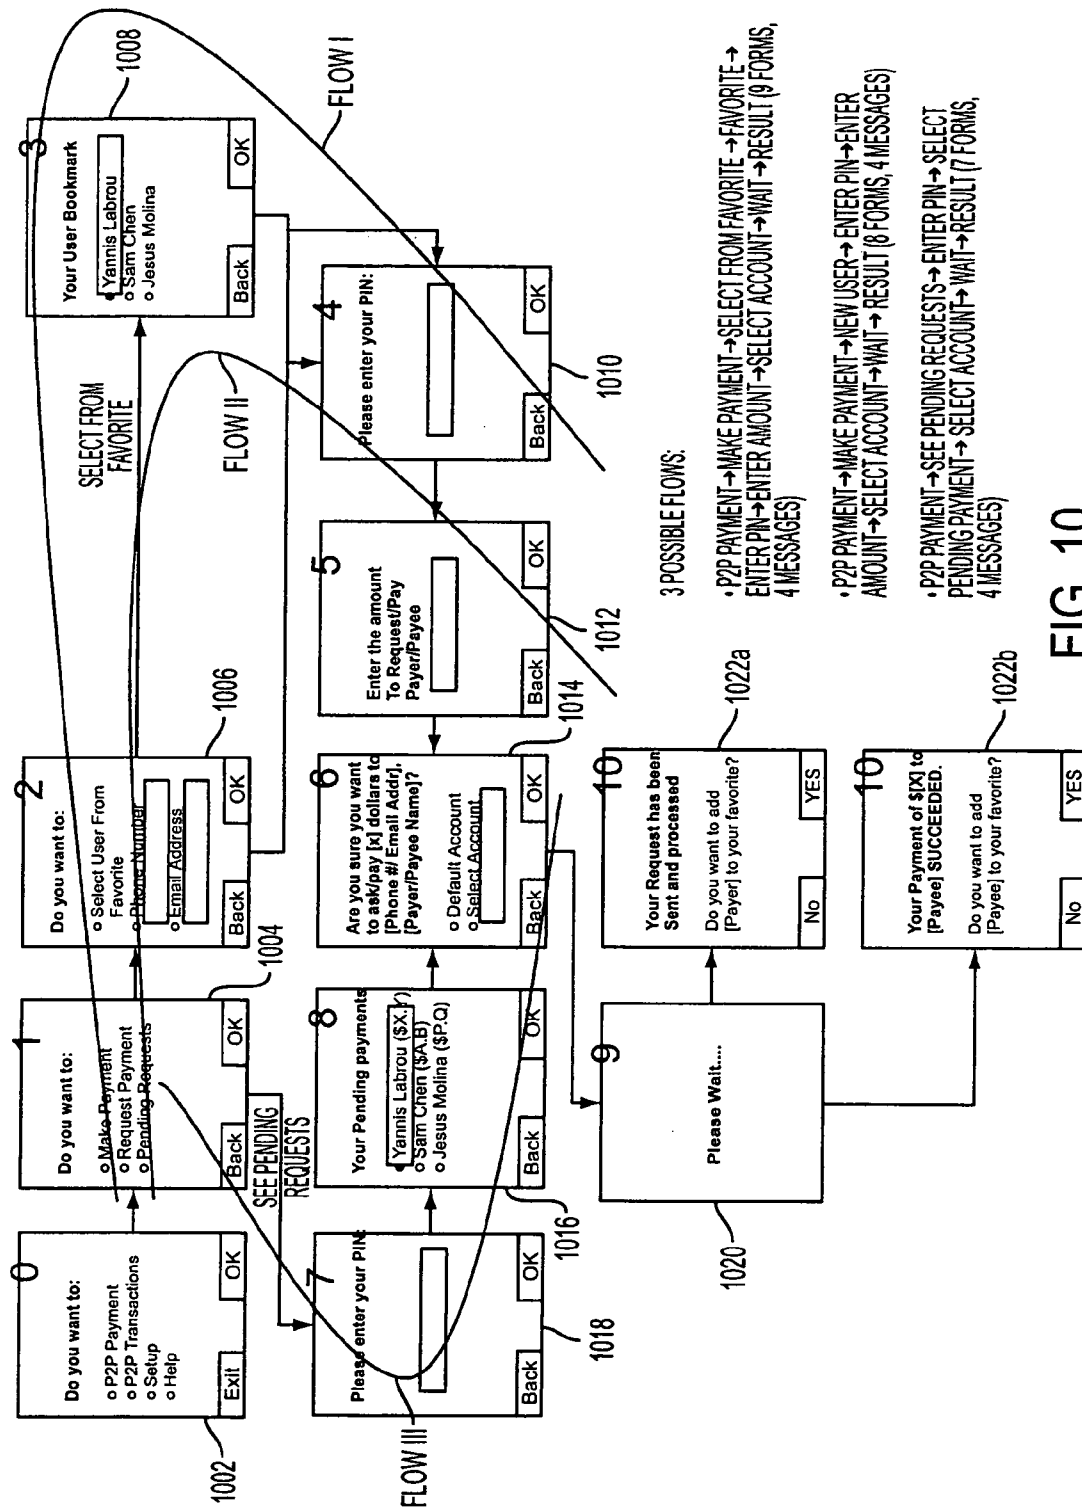 0
Do you want to:
o P2P Payment
o P2P Transactions
o Setup
o Help
Exit
OK
1002
1
Do you want to:
o Make Payment
o Request Payment
o Pending Requests
Back
OK
1004
2
Do you want to:
o Select User From
Favorite
o Phone Number
o Email Address
Back
OK
1006
SELECT FROM
FAVORITE
3
Your User Bookmark
Yannis Labrou
o Sam Chen
o Jesus Molina
Back
OK
1008
FLOW I
FLOW II
SEE PENDING
REQUESTS
FLOW III
7
Please enter your PIN:
Back
OK
1018
8
Your Pending payments
Yannis Labrou ($X.Y)
o Sam Chen ($A.B)
o Jesus Molina ($P.Q)
Back
OK
1016
6
Are you sure you want
to ask/pay [x] dollars to
[Phone #/ Email Addr],
[Payer/Payee Name]?
o Default Account
o Select Account
Back
OK
1014
5
Enter the amount
To Request/Pay
Payer/Payee
Back
OK
1012
4
Please enter your PIN:
Back
OK
1010
9
Please Wait....
1020
10
Your Request has been
Sent and processed
Do you want to add
[Payer] to your favorite?
No
YES
1022a
10
Your Payment of $[X] to
[Payee] SUCCEEDED.
Do you want to add
[Payee] to your favorite?
No
YES
1022b
3 POSSIBLE FLOWS:
• P2P PAYMENT→MAKE PAYMENT→SELECT FROM FAVORITE→FAVORITE→
ENTER PIN→ENTER AMOUNT→SELECT ACCOUNT→WAIT→RESULT (9 FORMS,
4 MESSAGES)
• P2P PAYMENT→MAKE PAYMENT→NEW USER→ENTER PIN→ENTER
AMOUNT→SELECT ACCOUNT→WAIT→RESULT (8 FORMS, 4 MESSAGES)
• P2P PAYMENT→SEE PENDING REQUESTS→ENTER PIN→SELECT
PENDING PAYMENT→SELECT ACCOUNT→WAIT→RESULT (7 FORMS,
4 MESSAGES)
FIG. 10